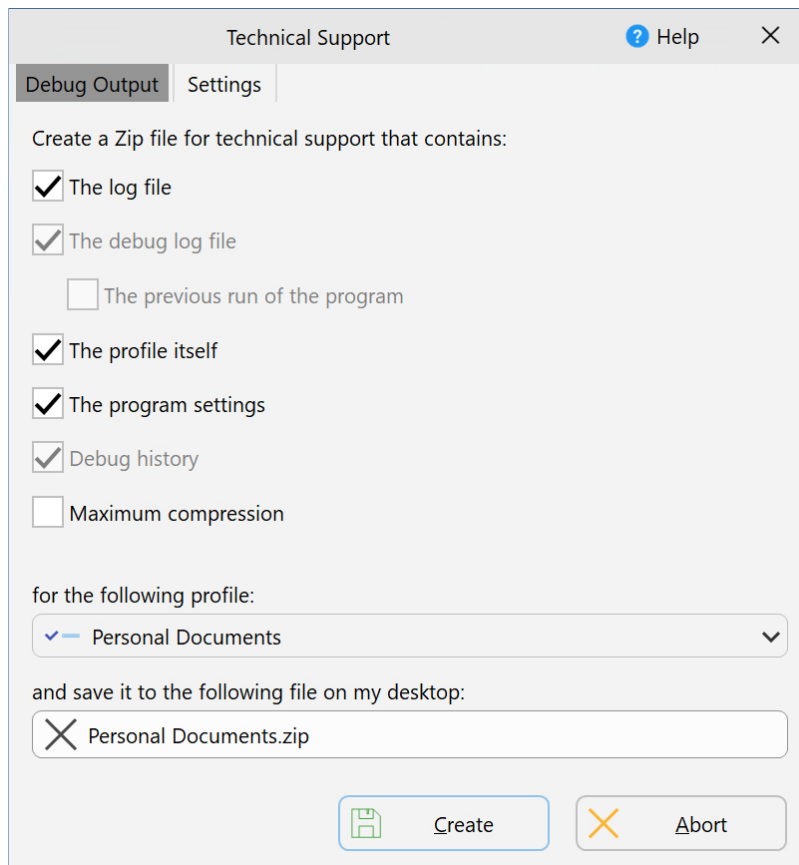 Technical Support
Help
Debug Output
Settings
Create a Zip file for technical support that contains:
The log file
The debug log file
The previous run of the program
The profile itself
The program settings
Debug history
Maximum compression
for the following profile:
Personal Documents
and save it to the following file on my desktop:
Personal Documents.zip
Create
Abort